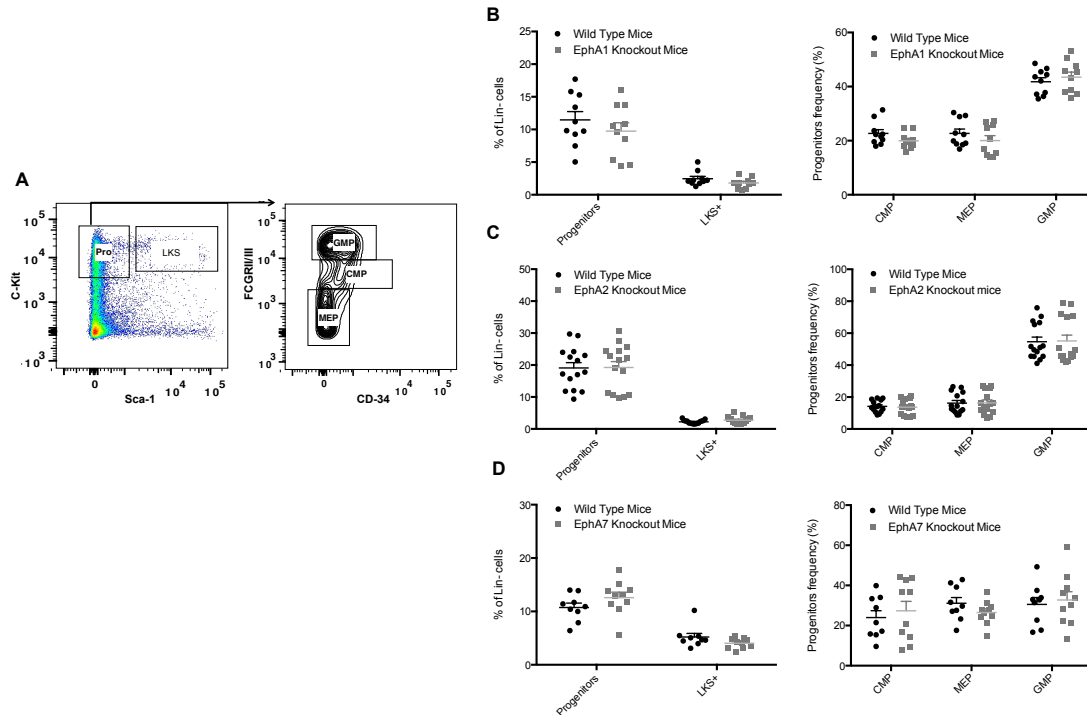 A
10^5
10^4
10^3
10^3
C-Kit
Pro
LKS
0
10^4
10^5
Sca-1
10^5
10^4
10^3
0
10^3
FCGRII/III
GMP
CMP
MEP
0
10^4
10^5
CD-34
B
25
20
15
10
5
0
% of Lin- cells
Wild Type Mice
EphA1 Knockout Mice
Progenitors
LKS+
60
40
20
0
Progenitors frequency (%)
Wild Type Mice
EphA1 Knockout Mice
CMP
MEP
GMP
C
50
40
30
20
10
0
% of Lin- cells
Wild Type Mice
EphA2 Knockout Mice
Progenitors
LKS+
100
80
60
40
20
0
Progenitors frequency (%)
Wild Type Mice
EphA2 Knockout mice
CMP
MEP
GMP
D
30
20
10
0
% of Lin- cells
Wild Type Mice
EphA7 Knockout Mice
Progenitors
LKS+
80
60
40
20
0
Progenitors frequency (%)
Wild Type Mice
EphA7 Knockout Mice
CMP
MEP
GMP